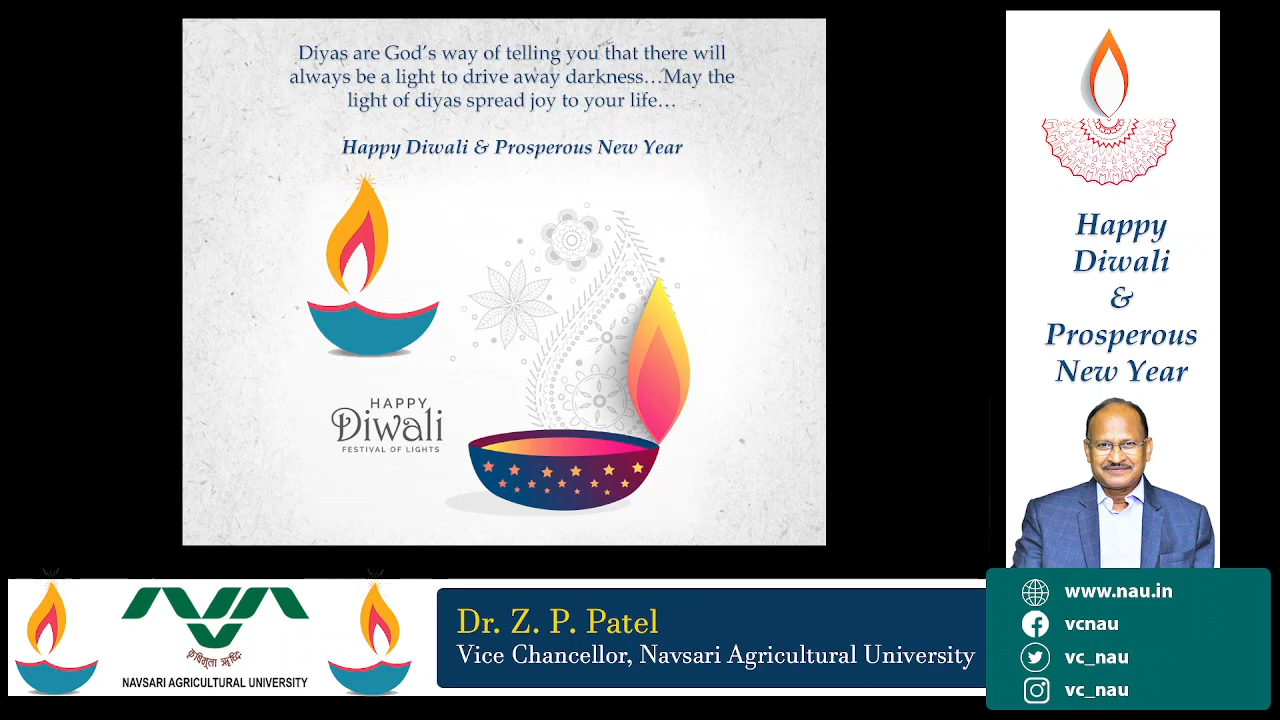 Diyas are God's way of telling you that there will
always be a light to drive away darkness…May the
light of diyas spread joy to your life…
Happy Diwali & Prosperous New Year
HAPPY
Diwali
FESTIVAL OF LIGHTS
Happy
Diwali
&
Prosperous
New Year
कृषिमूला ऋद्धिः
NAVSARI AGRICULTURAL UNIVERSITY
Dr. Z. P. Patel
Vice Chancellor, Navsari Agricultural University
www.nau.in
vcnau
vc_nau
vc_nau